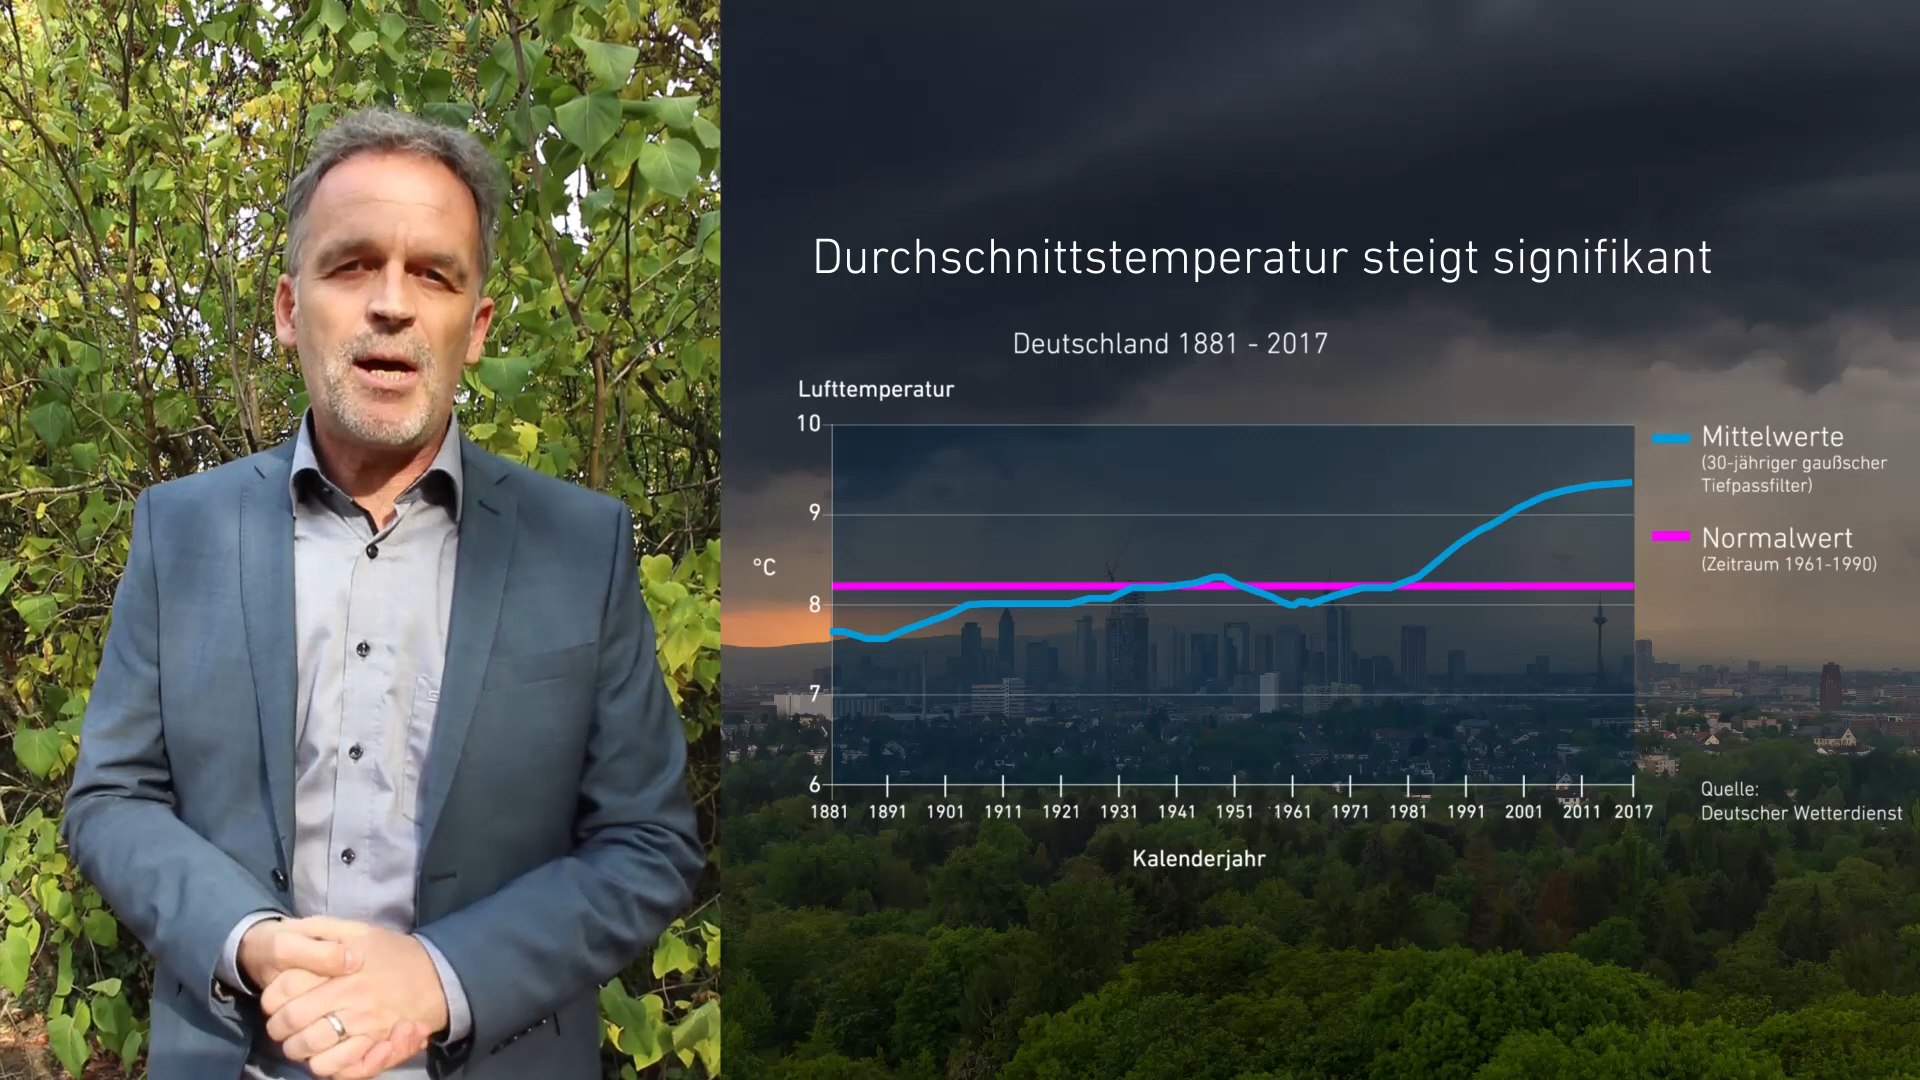 Durchschnittstemperatur steigt signifikant
Deutschland 1881 - 2017
Lufttemperatur
10
9
°C
8
7
6
1881 1891 1901 1911 1921 1931 1941 1951 1961 1971 1981 1991 2001 2011 2017
Kalenderjahr
Mittelwerte
(30-jähriger gaußscher
Tiefpassfilter)
Normalwert
(Zeitraum 1961-1990)
Quelle:
Deutscher Wetterdienst